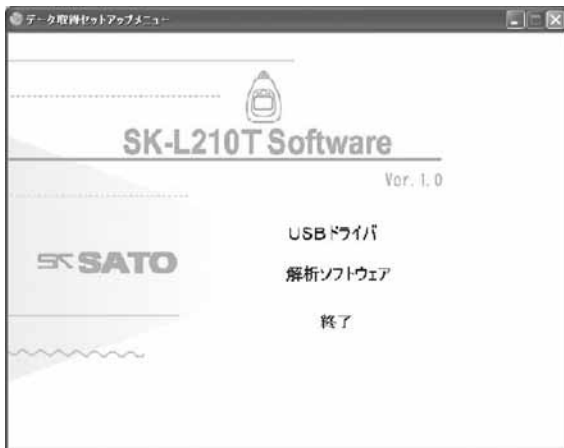 データ取得セットアップメニュー
SK-L210T Software
Ver. 1.0
USBドライバ
SK SATO
解析ソフトウェア
終了